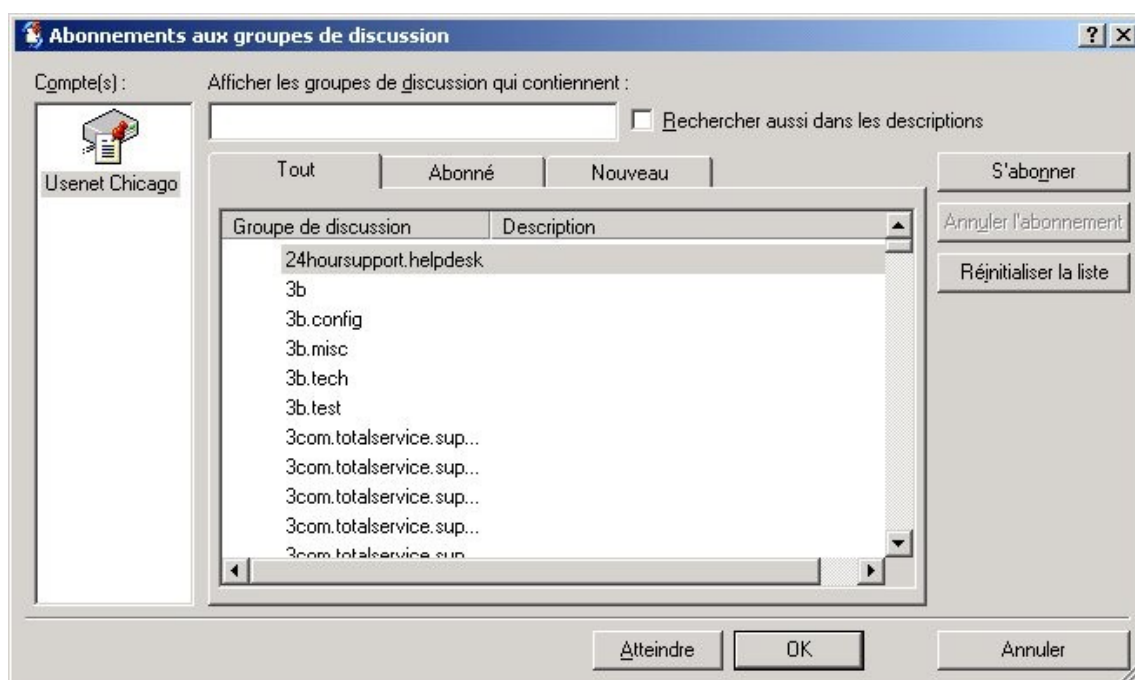 Abonnements aux groupes de discussion
Compte(s) :
Afficher les groupes de discussion qui contiennent :
Rechercher aussi dans les descriptions
Usenet Chicago
Tout
Abonné
Nouveau
S'abonner
Annuler l'abonnement
Réinitialiser la liste
Groupe de discussion Description
24hoursupport.helpdesk
3b
3b.config
3b.misc
3b.tech
3b.test
3com.totalservice.sup...
3com.totalservice.sup...
3com.totalservice.sup...
3com.totalservice.sup...
3com.totalservice.sup
Atteindre
OK
Annuler